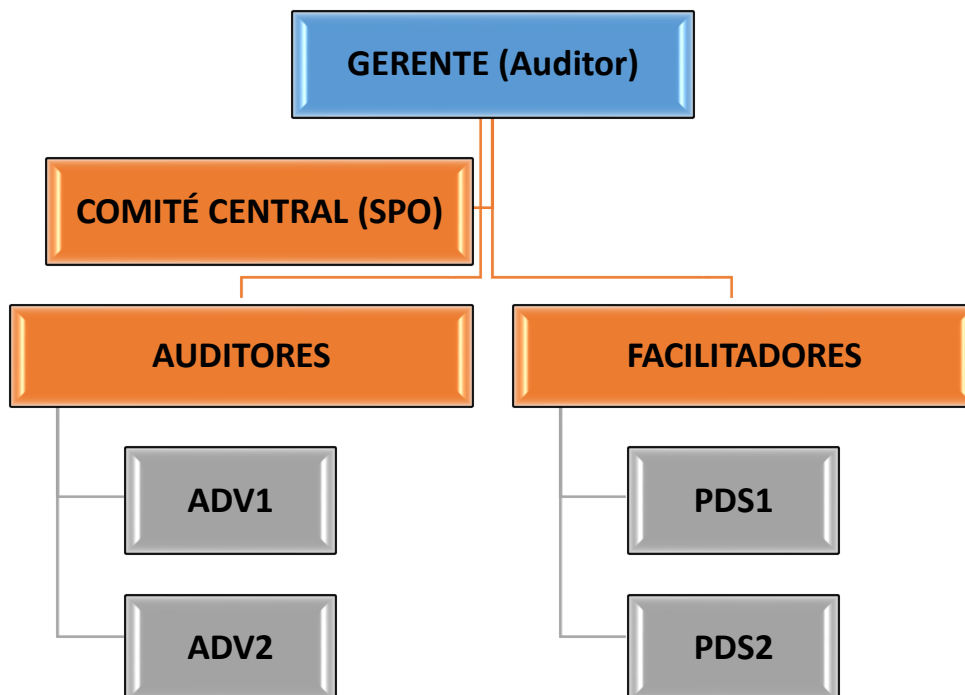 GERENTE (Auditor)
COMITÉ CENTRAL (SPO)
AUDITORES
FACILITADORES
ADV1
PDS1
ADV2
PDS2